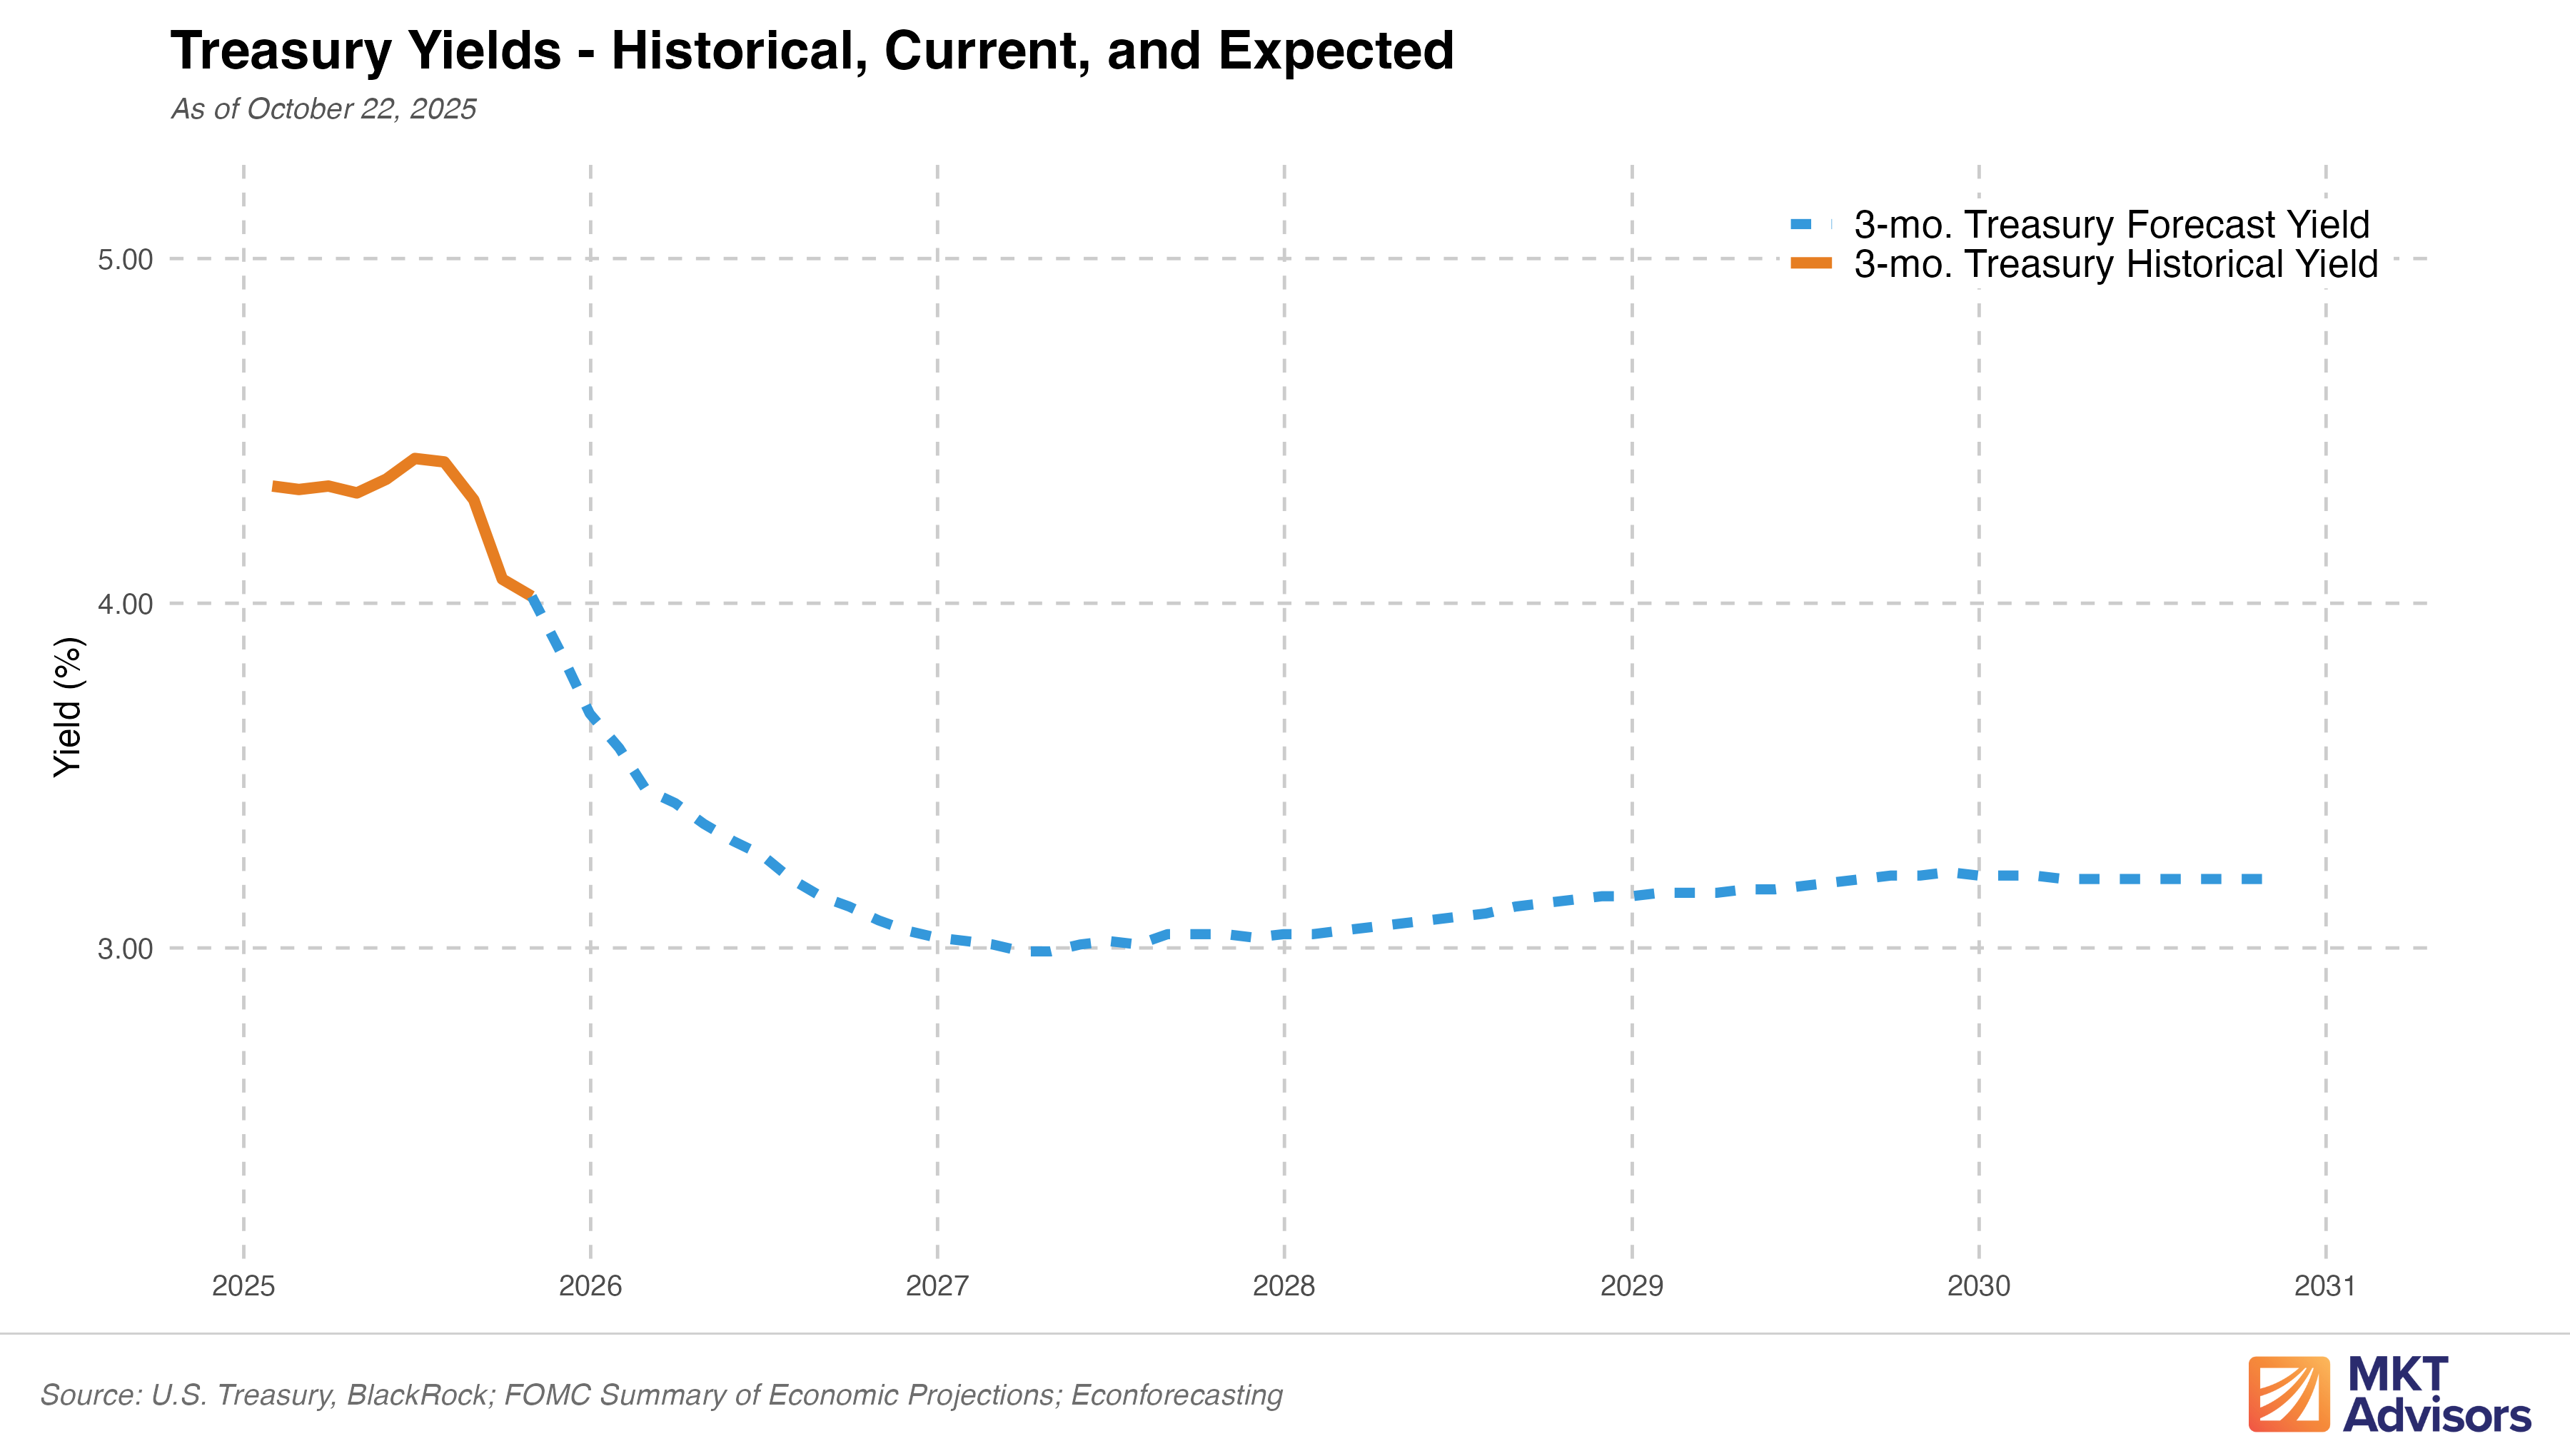 Treasury Yields - Historical, Current, and Expected
As of October 22, 2025
3-mo. Treasury Forecast Yield
3-mo. Treasury Historical Yield
5.00
4.00
3.00
Yield (%)
2025
2026
2027
2028
2029
2030
2031
Source: U.S. Treasury, BlackRock; FOMC Summary of Economic Projections; Econforecasting
MKT
Advisors